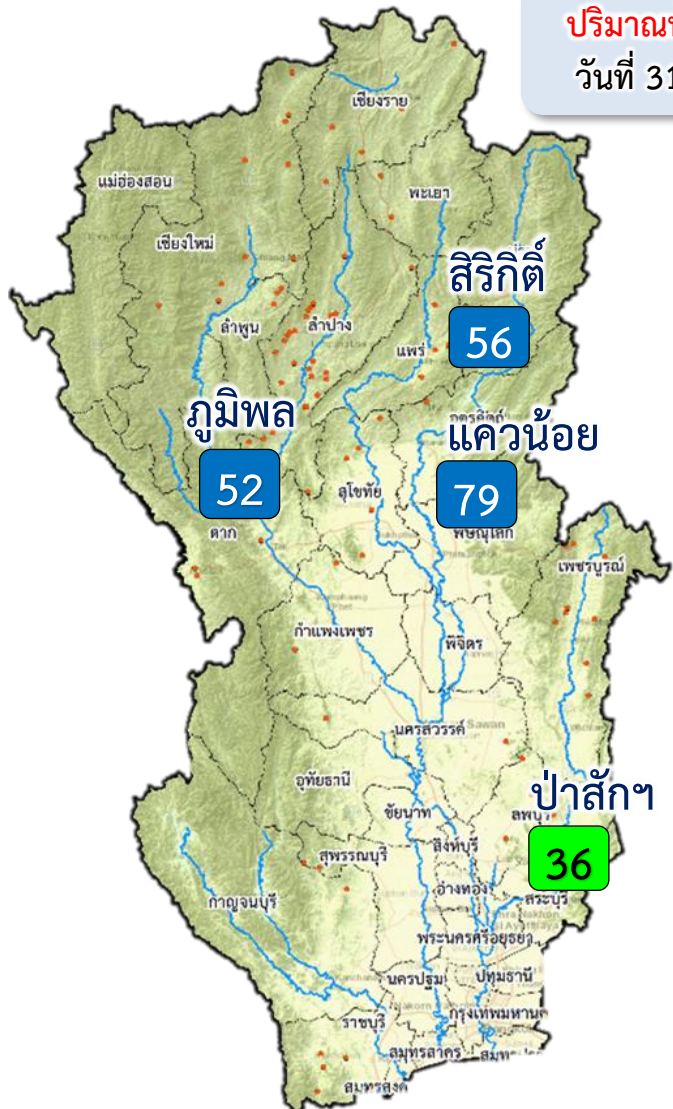 ปริมาณ
วันที่ 31
เชียงราย
แม่ฮ่องสอน
พะเยา
เชียงใหม่
สิริกิติ์
56
ลำพูน
ลำปาง
แพร่
ภูมิพล
52
อุตรดิตถ์
แควน้อย
79
สุโขทัย
ตาก
พิษณุโลก
เพชรบูรณ์
กำแพงเพชร
พิจิตร
นครสวรรค์
Sawan
อุทัยธานี
ป่าสักฯ
36
ชัยนาท
ลพบุรี
สิงห์บุรี
สุพรรณบุรี
อ่างทอง
สระบุรี
กาญจนบุรี
พระนครศรีอยุธยา
นครปฐม
ปทุมธานี
ราชบุรี
กรุงเทพมหานค
สมุทรสาคร
สมุทรสงค